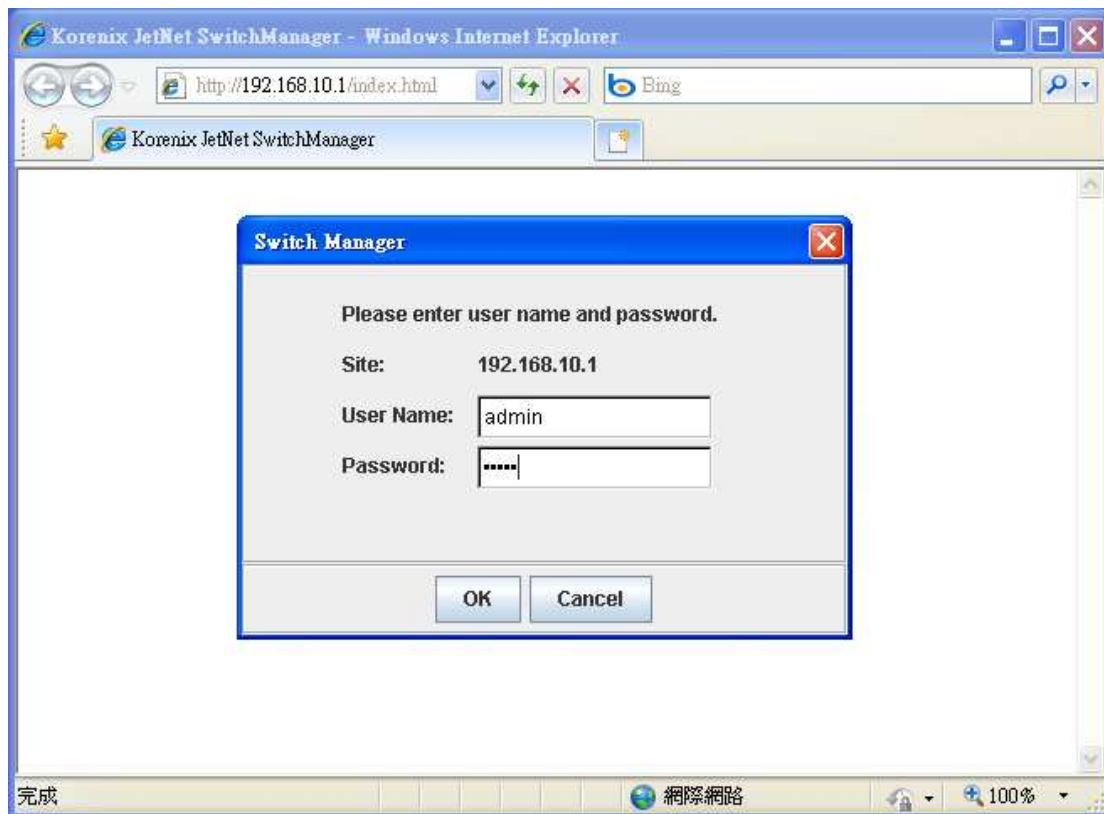 Korenix JetNet SwitchManager - Windows Internet Explorer
http://192.168.10.1/index.html
Bing
Korenix JetNet SwitchManager
Switch Manager
Please enter user name and password.
Site: 192.168.10.1
User Name: admin
Password: •••••
OK Cancel
完成 網際網路 100%